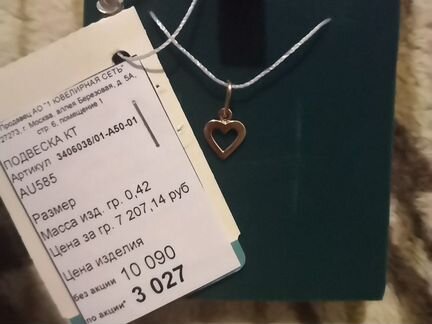 Продавец АО "1 ЮВЕЛИРНАЯ СЕТЬ"
27273, г. Москва, аллея Березовая, д. 5А,
стр 6, помещение 1
ПОДВЕСКА КТ
Артикул 3406038/01-А50-01
AU585
Размер
Масса изд. гр. 0,42
Цена за гр. 7 207,14 руб
Цена изделия
без акции 10 090
по акции* 3 027